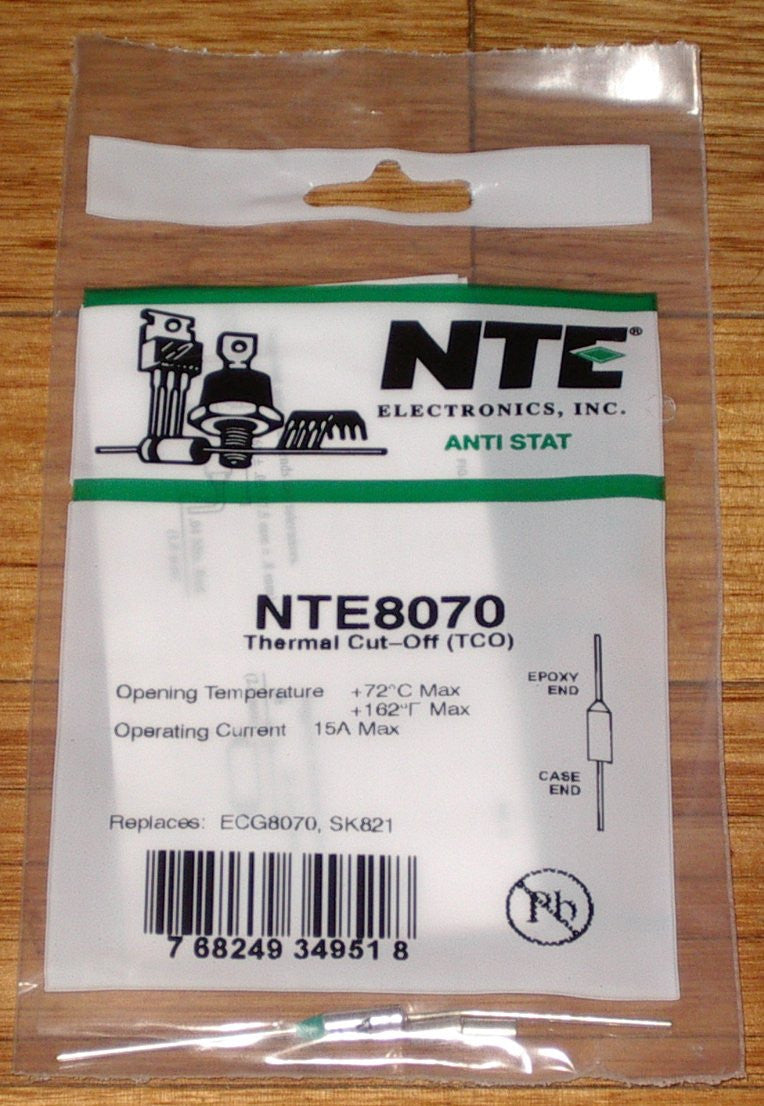 NTE®
ELECTRONICS, INC.
ANTI STAT
NTE8070
Thermal Cut-Off (TCO)
Opening Temperature +72°C Max
+162°F Max
Operating Current 15A Max
EPOXY
END
CASE
END
Replaces: ECG8070, SK821
7 68249 34951 8
Pb